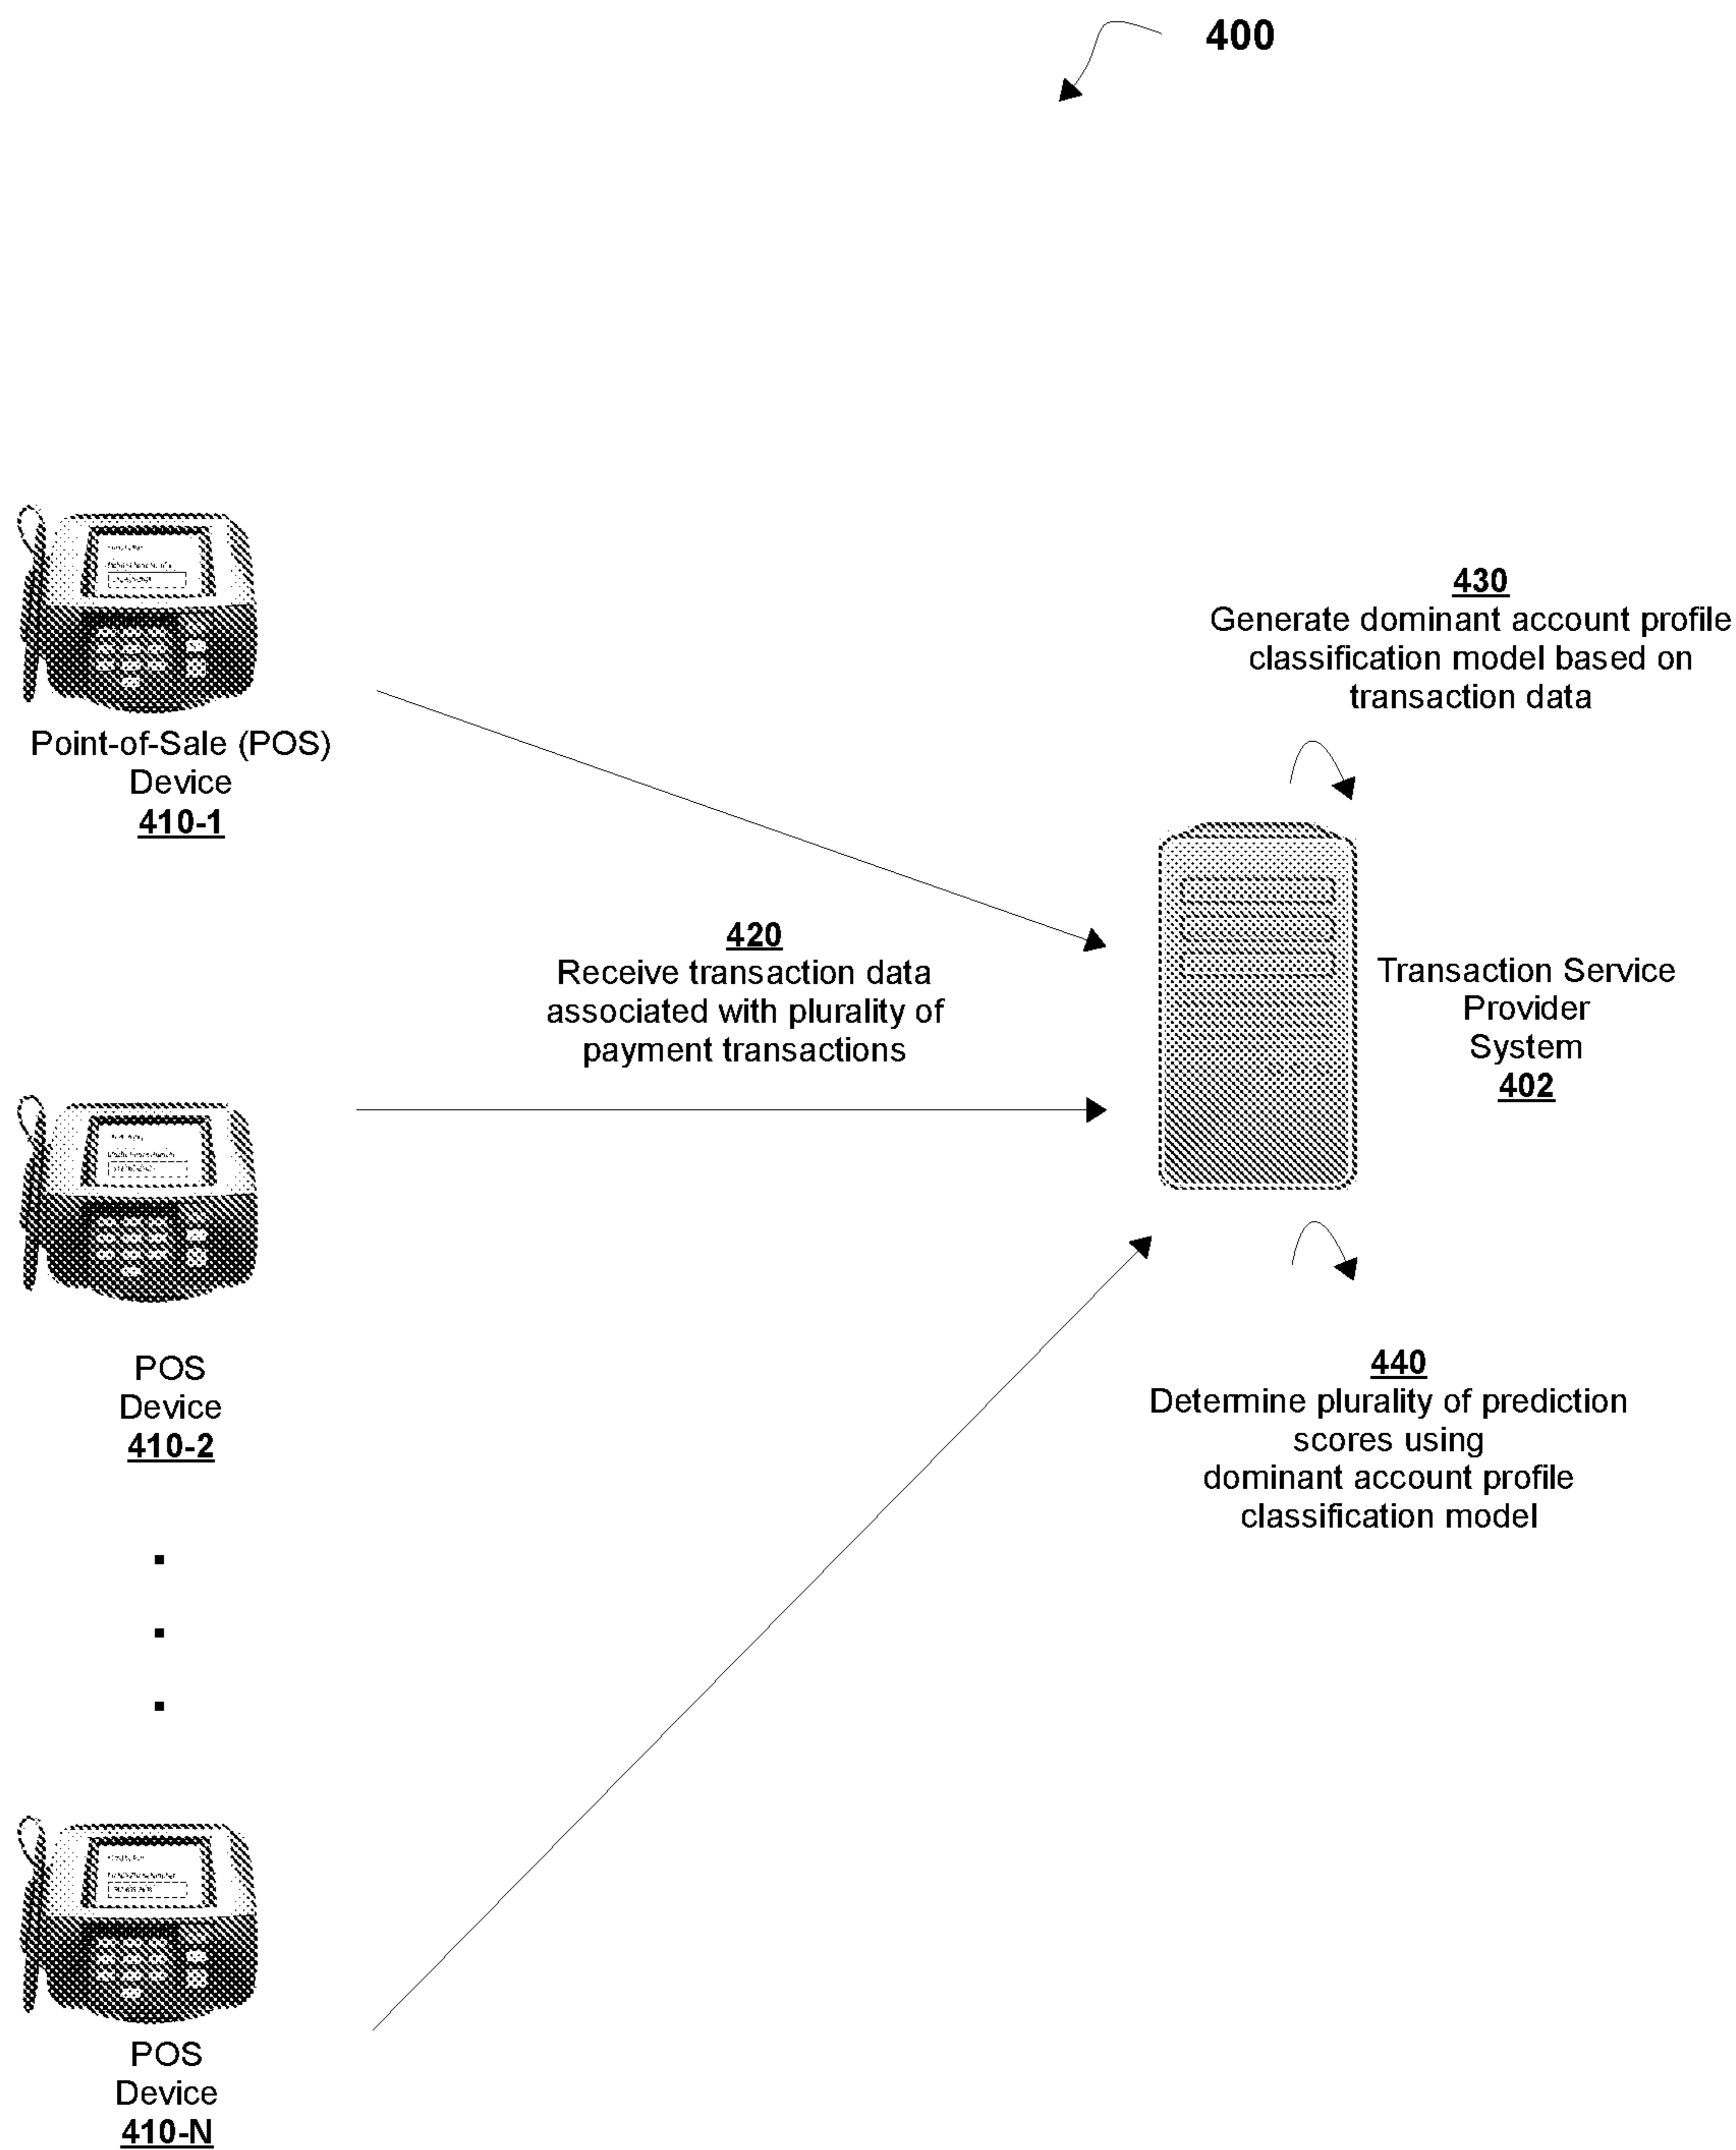 400
Point-of-Sale (POS)
Device
410-1
430
Generate dominant account profile
classification model based on
transaction data
420
Receive transaction data
associated with plurality of
payment transactions
Transaction Service
Provider
System
402
POS
Device
410-2
440
Determine plurality of prediction
scores using
dominant account profile
classification model
POS
Device
410-N